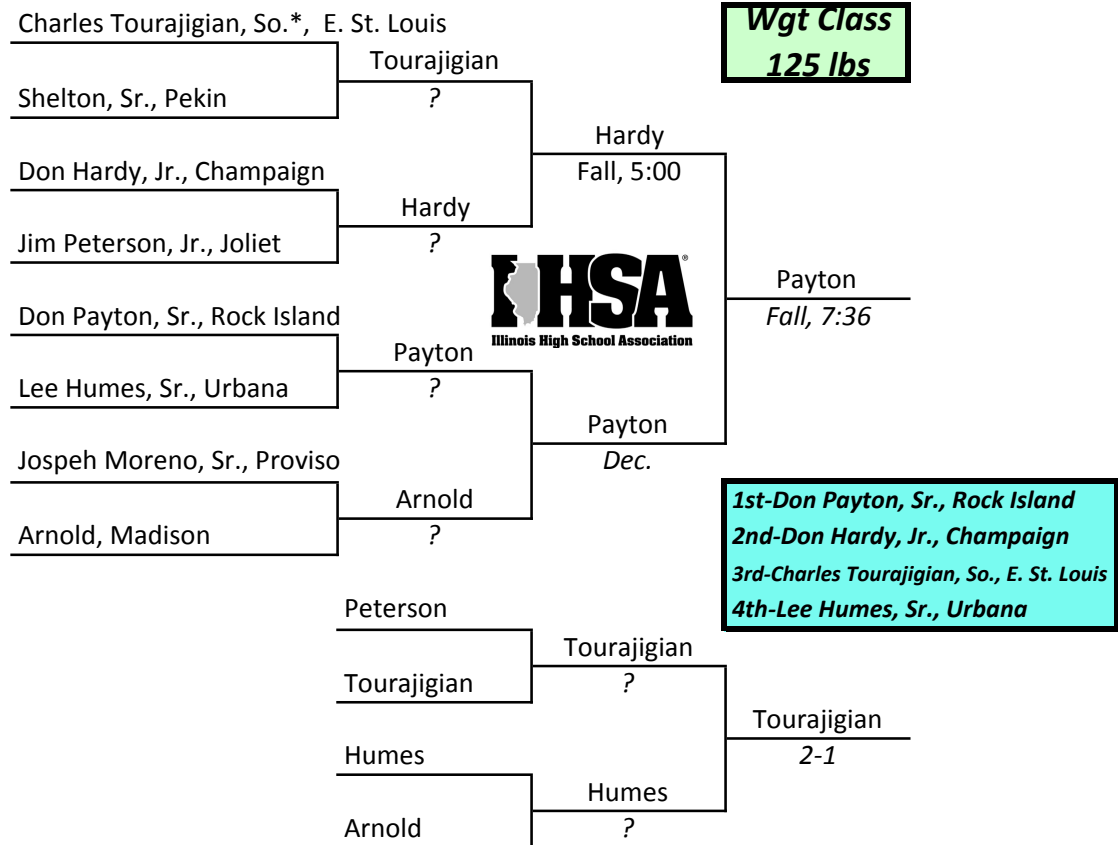 Charles Tourajigian, So.*, E. St. Louis
Wgt Class
125 lbs
Tourajigian
?
Shelton, Sr., Pekin
Hardy
Fall, 5:00
Don Hardy, Jr., Champaign
Hardy
?
Jim Peterson, Jr., Joliet
IHSA®
Illinois High School Association
Payton
Fall, 7:36
Don Payton, Sr., Rock Island
Payton
?
Lee Humes, Sr., Urbana
Payton
Dec.
Jospeh Moreno, Sr., Proviso
Arnold
?
Arnold, Madison
1st-Don Payton, Sr., Rock Island
2nd-Don Hardy, Jr., Champaign
3rd-Charles Tourajigian, So., E. St. Louis
4th-Lee Humes, Sr., Urbana
Peterson
Tourajigian
?
Tourajigian
Tourajigian
2-1
Humes
Humes
?
Arnold